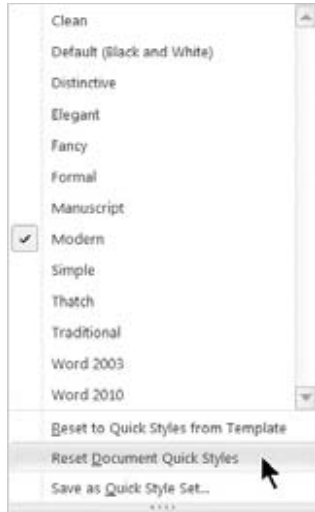 Clean
Default (Black and White)
Distinctive
Elegant
Fancy
Formal
Manuscript
Modern
Simple
Thatch
Traditional
Word 2003
Word 2010
Reset to Quick Styles from Template
Reset Document Quick Styles
Save as Quick Style Set...